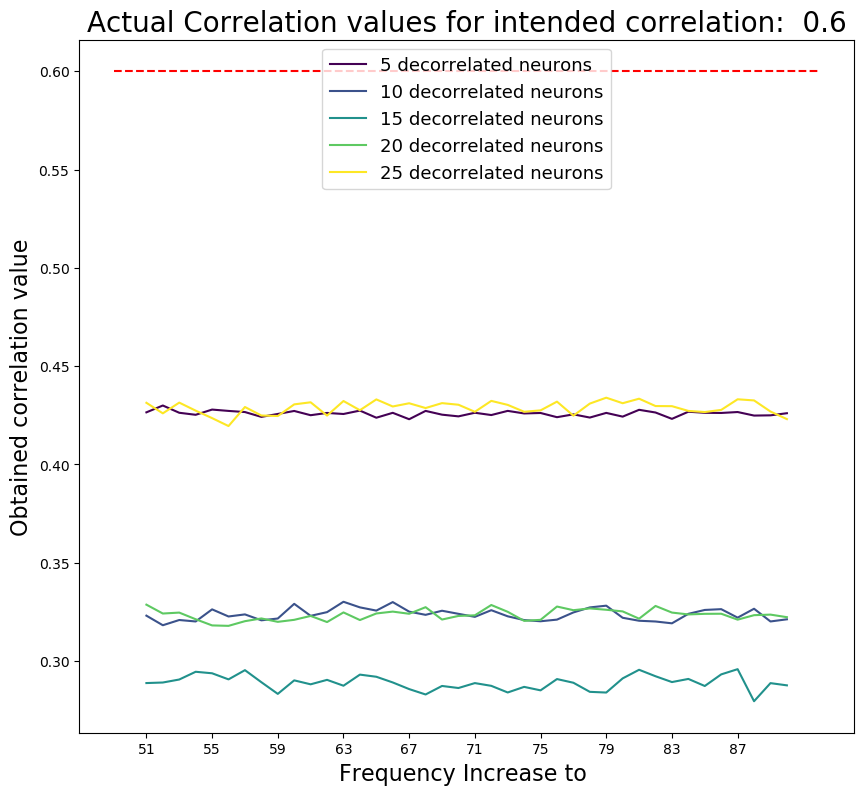 Actual Correlation values for intended correlation:  0.6
5 decorrelated neurons
10 decorrelated neurons
15 decorrelated neurons
20 decorrelated neurons
25 decorrelated neurons
Obtained correlation value
0.60
0.55
0.50
0.45
0.40
0.35
0.30
51 55 59 63 67 71 75 79 83 87
Frequency Increase to